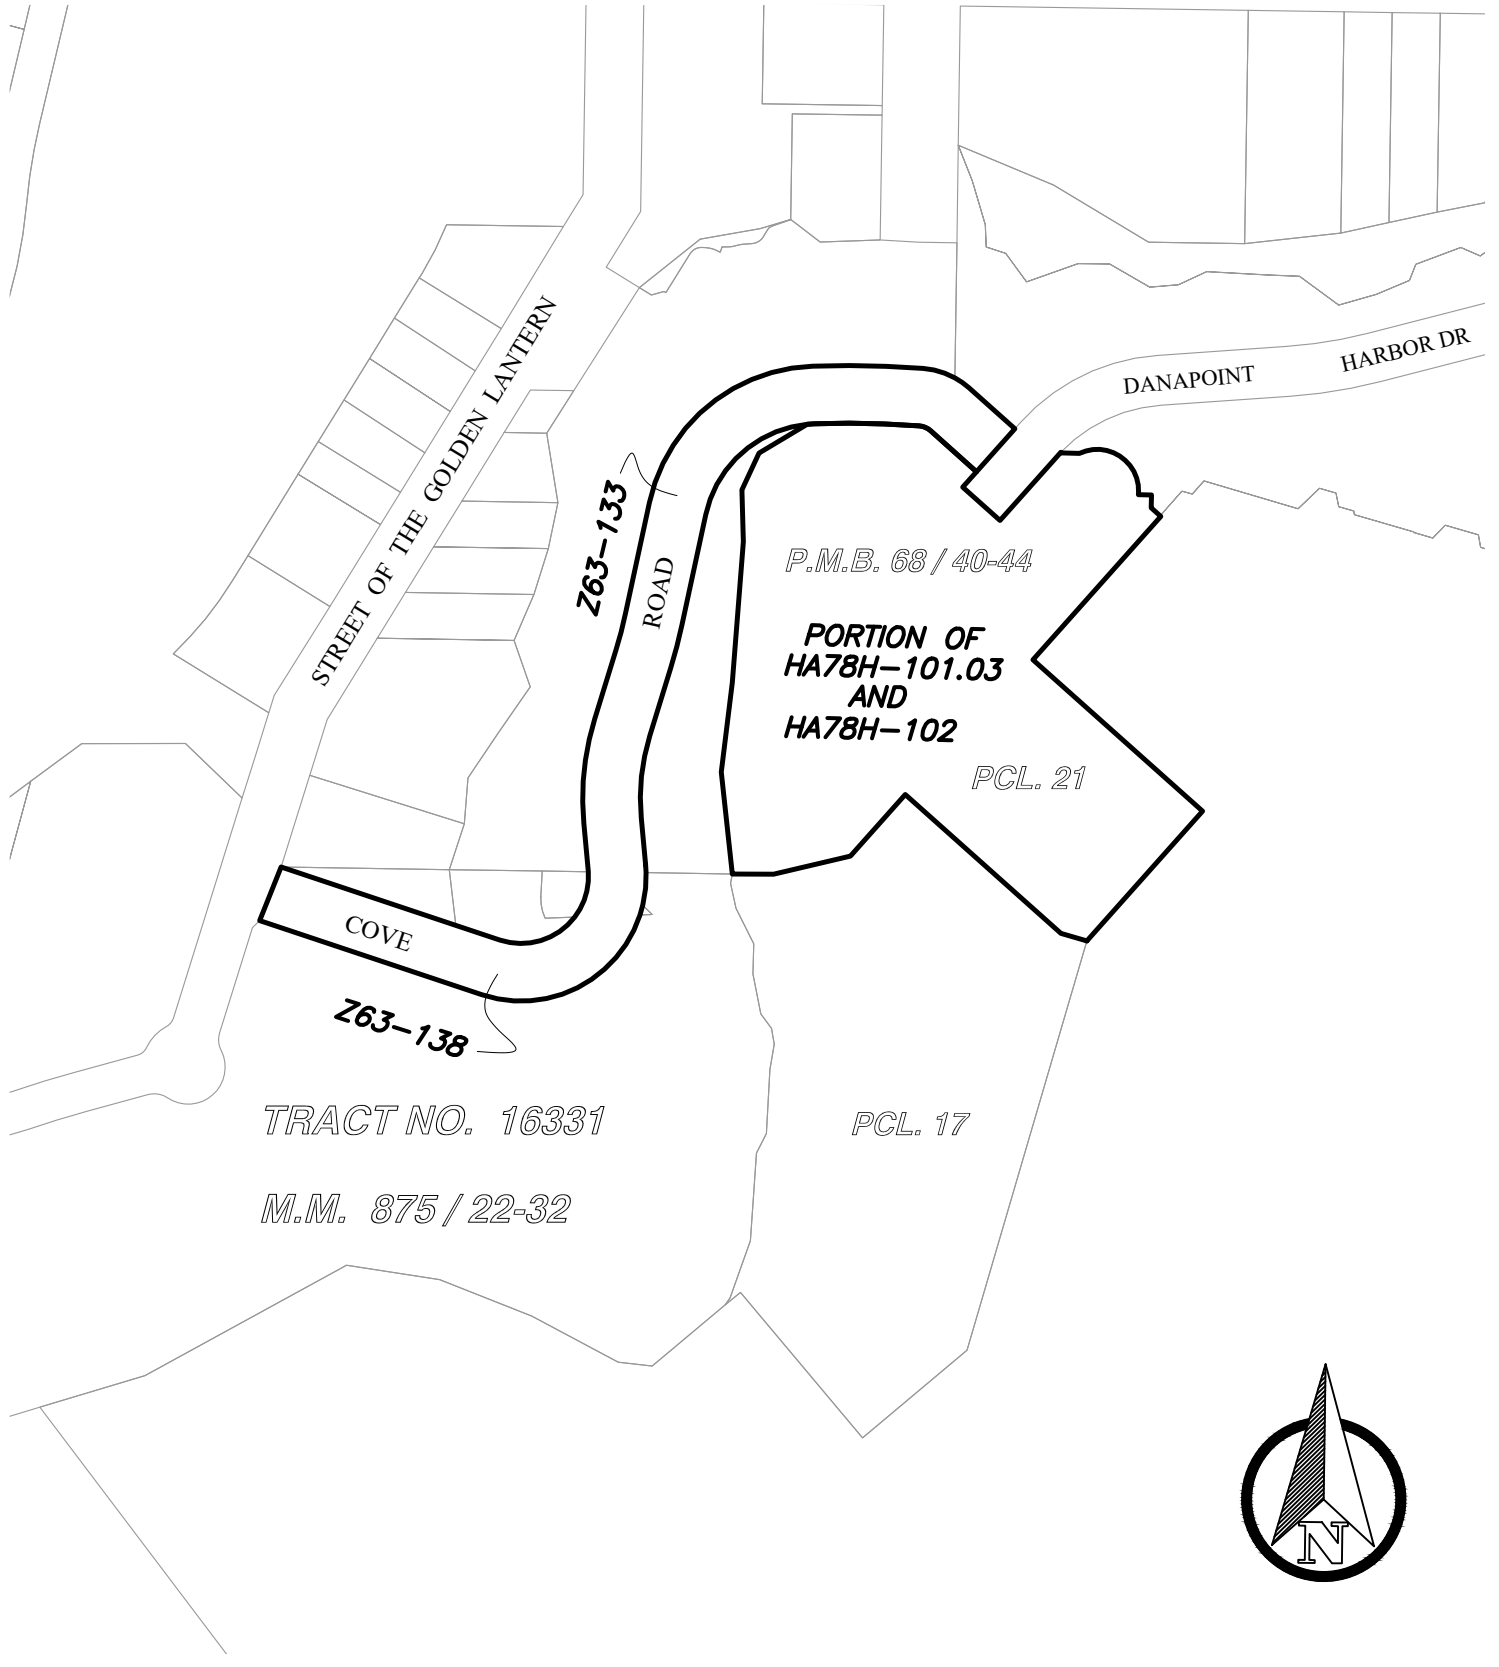 STREET OF THE GOLDEN LANTERN
DANAPOINT
HARBOR DR
Z63-133
ROAD
P.M.B. 68 / 40-44
PORTION OF
HA78H-101.03
AND
HA78H-102
PCL. 21
COVE
Z63-138
TRACT NO. 16331
PCL. 17
M.M. 875 / 22-32
N